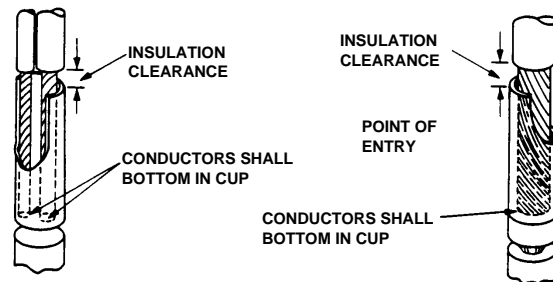 INSULATION
CLEARANCE
CONDUCTORS SHALL
BOTTOM IN CUP
INSULATION
CLEARANCE
POINT OF
ENTRY
CONDUCTORS SHALL
BOTTOM IN CUP